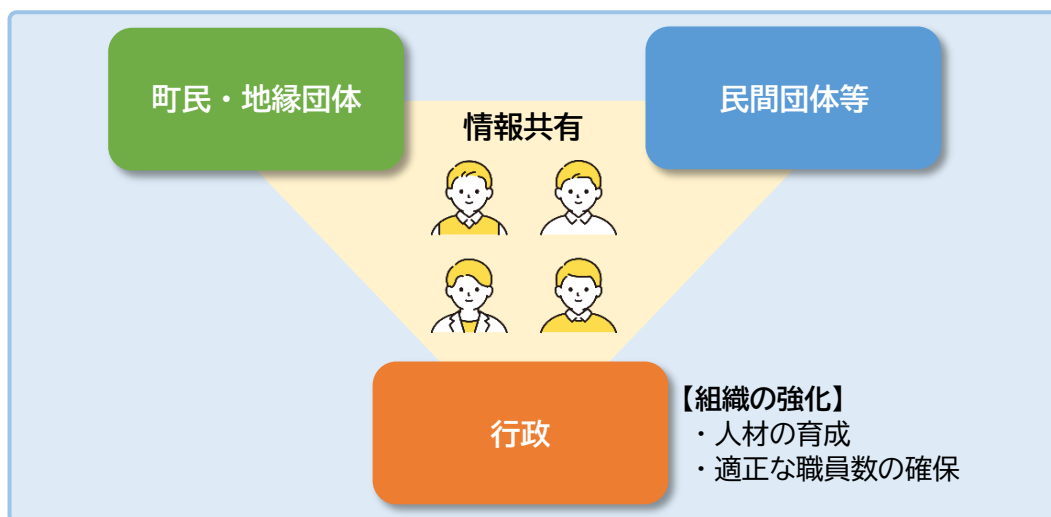 町民・地縁団体
民間団体等
情報共有
行政
【組織の強化】
・人材の育成
・適正な職員数の確保